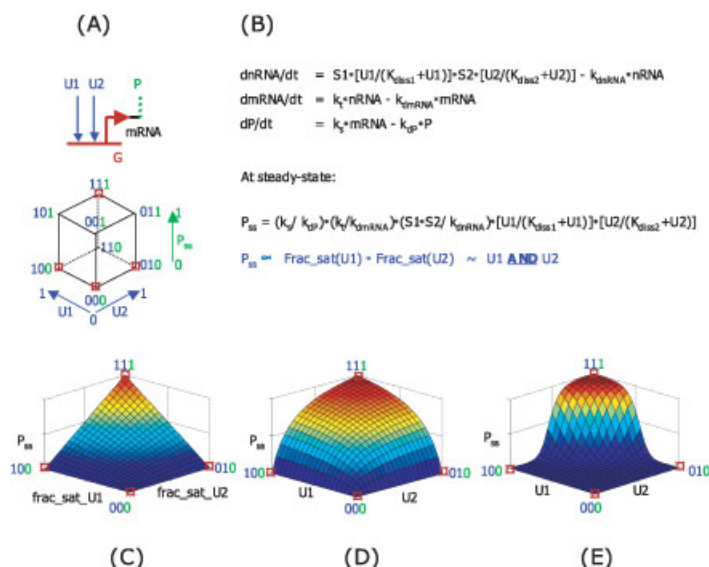 (A)
(B)
U1 U2 P
mRNA
G
dnRNA/dt = S1•[U1/(Kdiss1+U1)]•S2•[U2/(Kdiss2+U2)] - kdnRNA•nRNA
dmRNA/dt = kt•nRNA - kdmRNA•mRNA
dP/dt = ks•mRNA - kdP•P
At steady-state:
Pss = (ks/ kdP)•(kt/kdmRNA)•(S1•S2/ kdnRNA)•[U1/(Kdiss1+U1)]•[U2/(Kdiss2+U2)]
Pss ∝ Frac_sat(U1) • Frac_sat(U2) ~ U1 AND U2
111
101 001 011 1
110 Pss
100 010 0
000
1 1
U1 0 U2
111
Pss
100 010
frac_sat_U1 frac_sat_U2
000
(C)
111
Pss
100 010
U1 U2
000
(D)
111
Pss
100 010
U1 U2
000
(E)